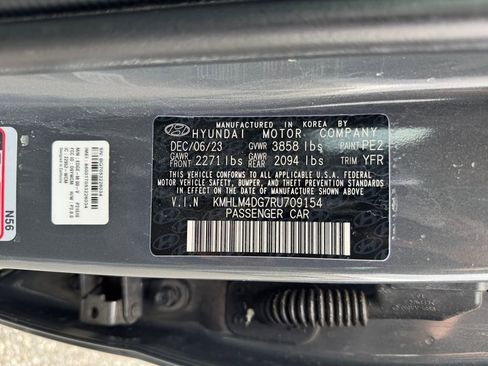 MANUFACTURED IN KOREA BY
HYUNDAI MOTOR COMPANY
DEC/06/23 GVWR 3858 lbs PAINT PE2
GAWR FRONT 2271 lbs GAWR REAR 2094 lbs TRIM YFR
THIS VEHICLE CONFORMS TO ALL APPLICABLE U.S.
FEDERAL MOTOR VEHICLE SAFETY, BUMPER, AND
THEFT PREVENTION STANDARDS IN EFFECT ON THE
DATE OF MANUFACTURE SHOWN ABOVE.
V.I.N KMHLM4DG7RU709154
PASSENGER CAR
N56